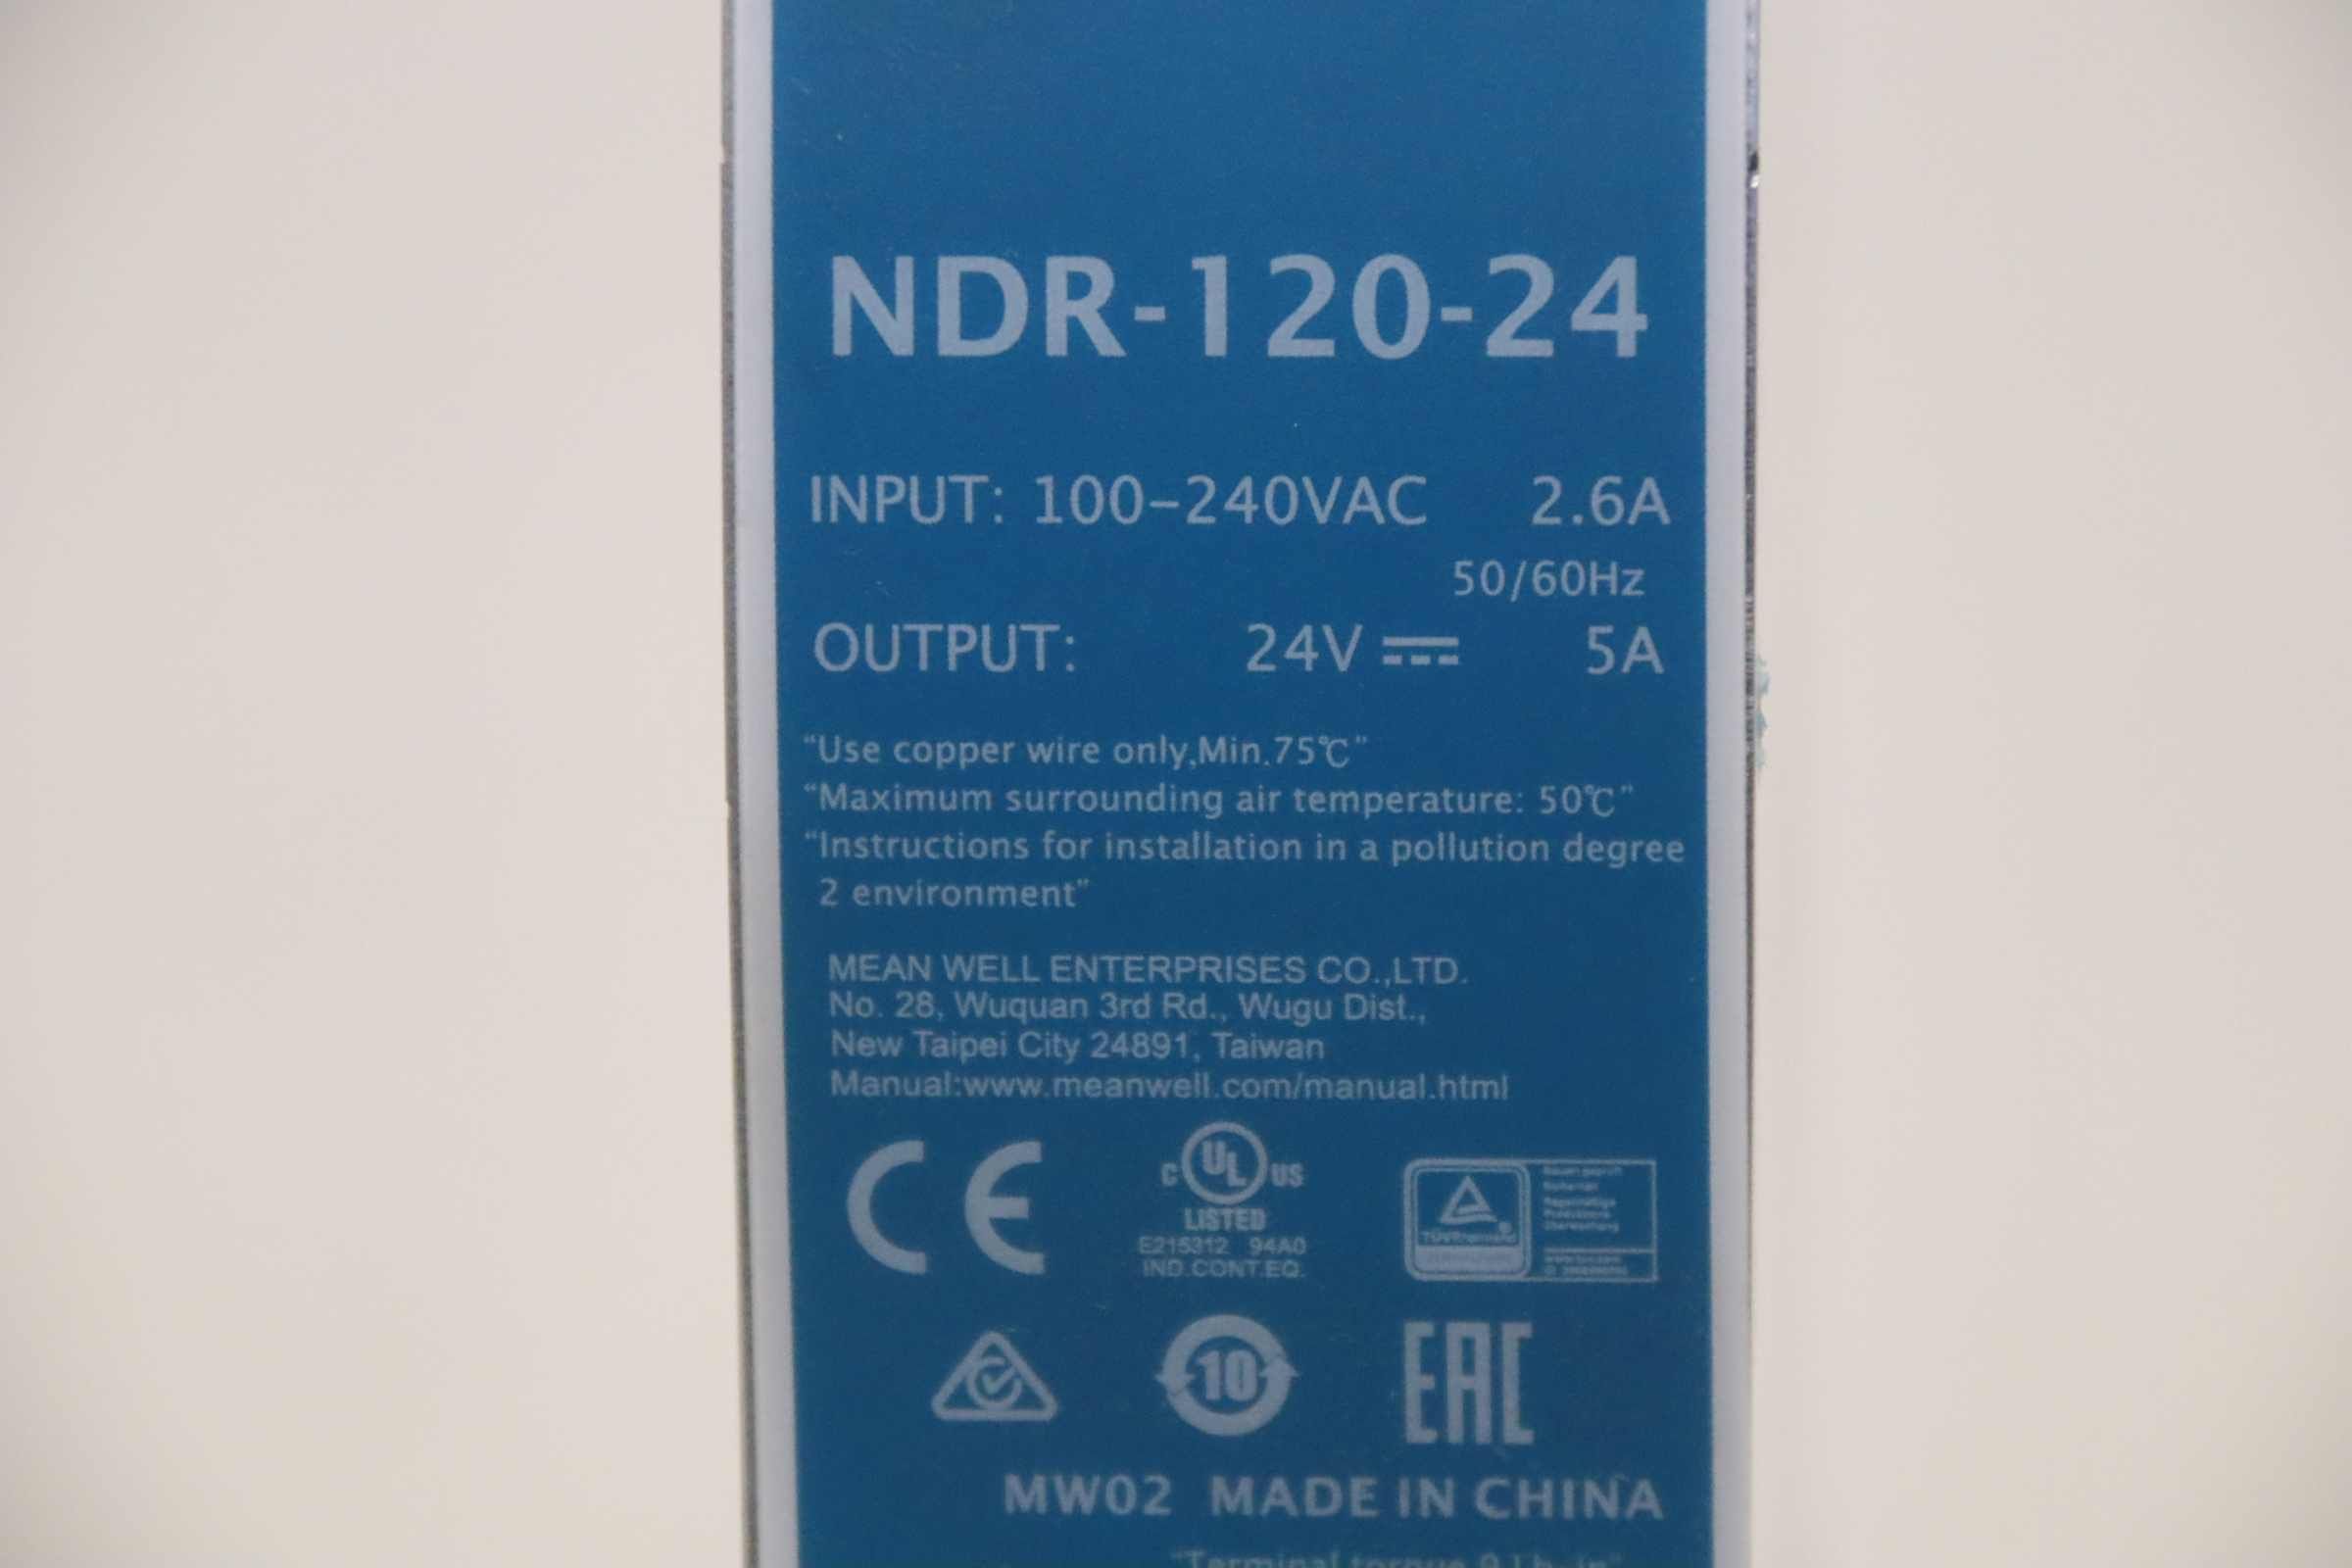 NDR-120-24
INPUT: 100-240VAC 2.6A
50/60Hz
OUTPUT: 24V 5A
“Use copper wire only,Min.75℃”
“Maximum surrounding air temperature: 50℃”
“Instructions for installation in a pollution degree
2 environment”
MEAN WELL ENTERPRISES CO.,LTD.
No. 28, Wuquan 3rd Rd., Wugu Dist.,
New Taipei City 24891, Taiwan
Manual:www.meanwell.com/manual.html
CE
C UL US
LISTED
E215312 94A0
IND.CONT.EQ.
TÜVRheinland
10
EAC
MW02 MADE IN CHINA